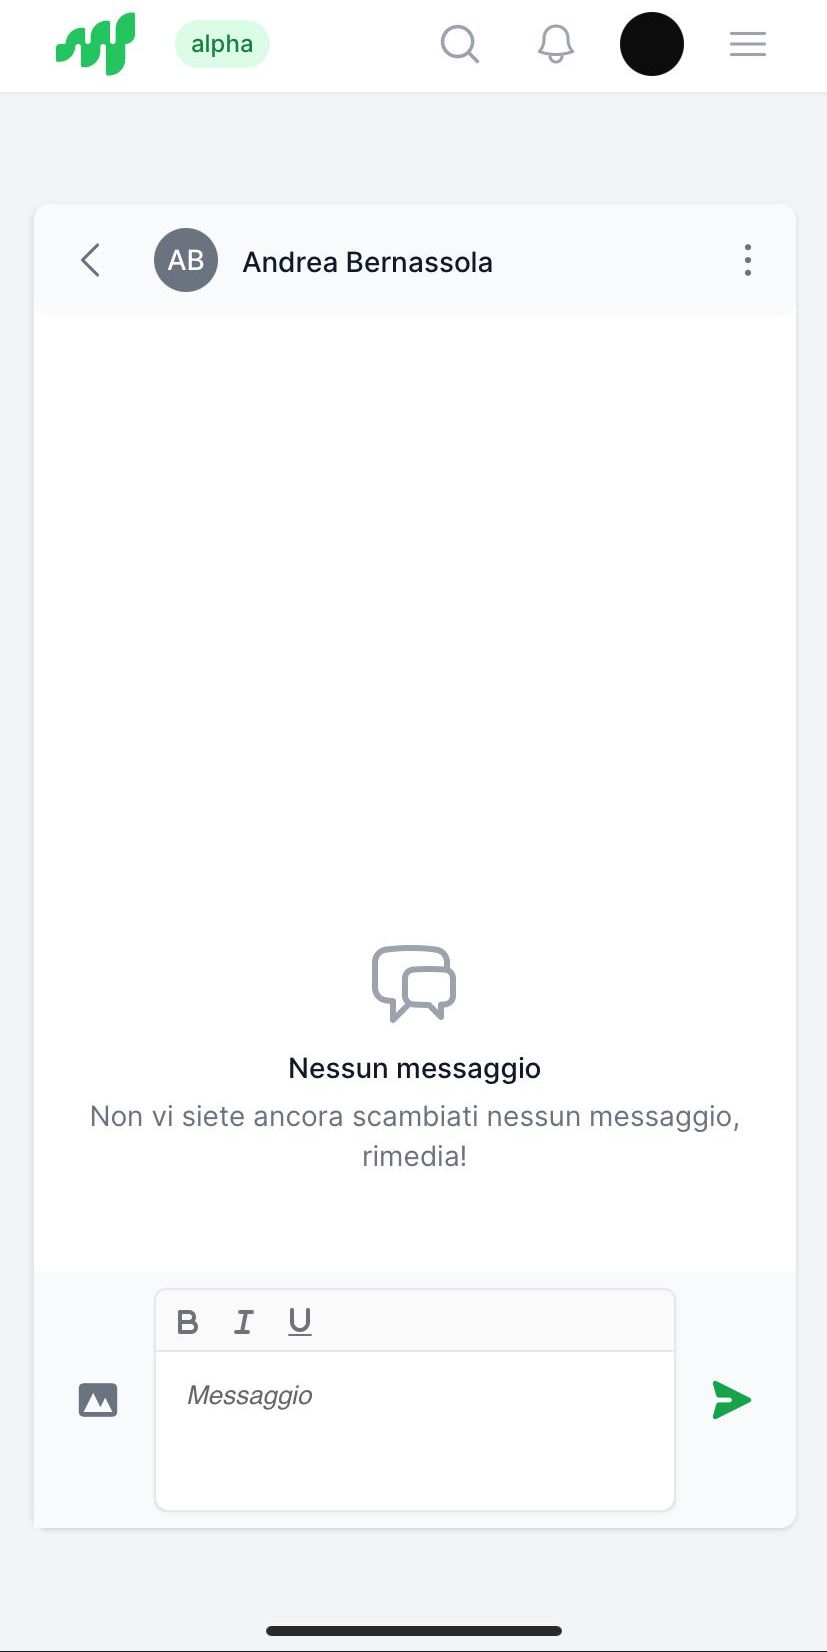 alpha
AB
Andrea Bernassola
Nessun messaggio
Non vi siete ancora scambiati nessun messaggio,
rimedia!
B I U
Messaggio